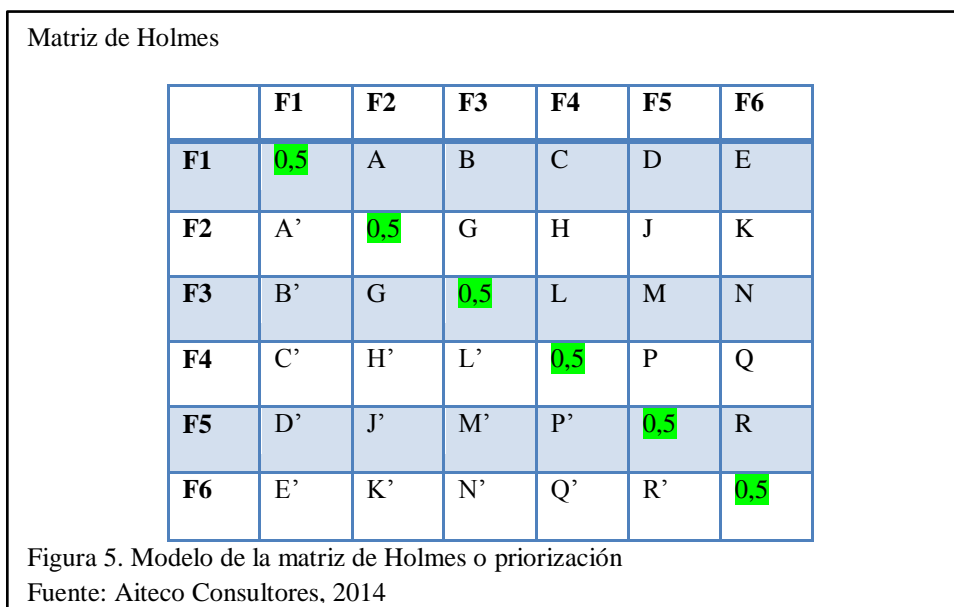 Matriz de Holmes
F1 F2 F3 F4 F5 F6
F1 0,5 A B C D E
F2 A’ 0,5 G H J K
F3 B’ G 0,5 L M N
F4 C’ H’ L’ 0,5 P Q
F5 D’ J’ M’ P’ 0,5 R
F6 E’ K’ N’ Q’ R’ 0,5
Figura 5. Modelo de la matriz de Holmes o priorización
Fuente: Aiteco Consultores, 2014